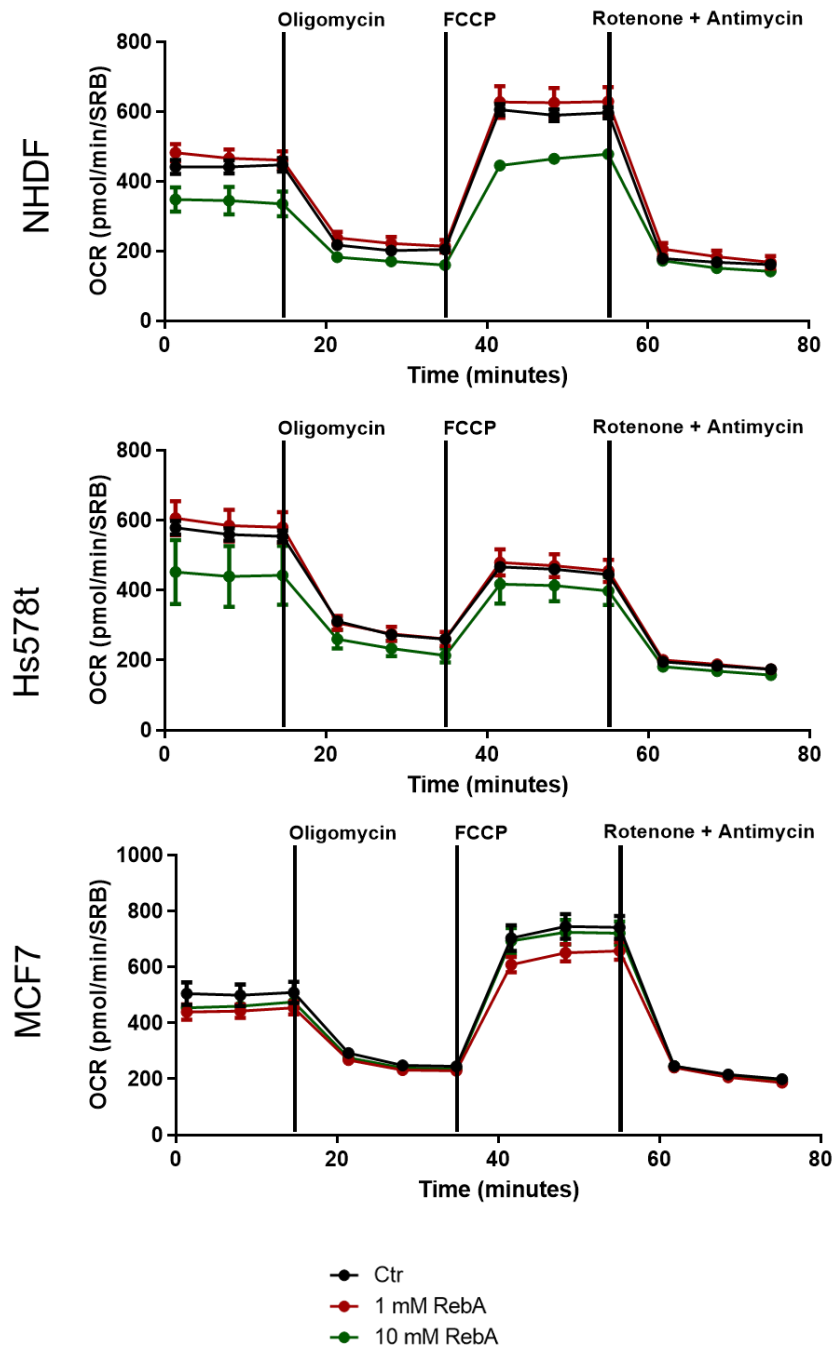 Oligomycin FCCP Rotenone + Antimycin
800
600
400
200
0
OCR (pmol/min/SRB)
NHDF
0 20 40 60 80
Time (minutes)
Oligomycin FCCP Rotenone + Antimycin
800
600
400
200
0
OCR (pmol/min/SRB)
Hs578t
0 20 40 60 80
Time (minutes)
Oligomycin FCCP Rotenone + Antimycin
1000
800
600
400
200
0
OCR (pmol/min/SRB)
MCF7
0 20 40 60 80
Time (minutes)
Ctr
1 mM RebA
10 mM RebA